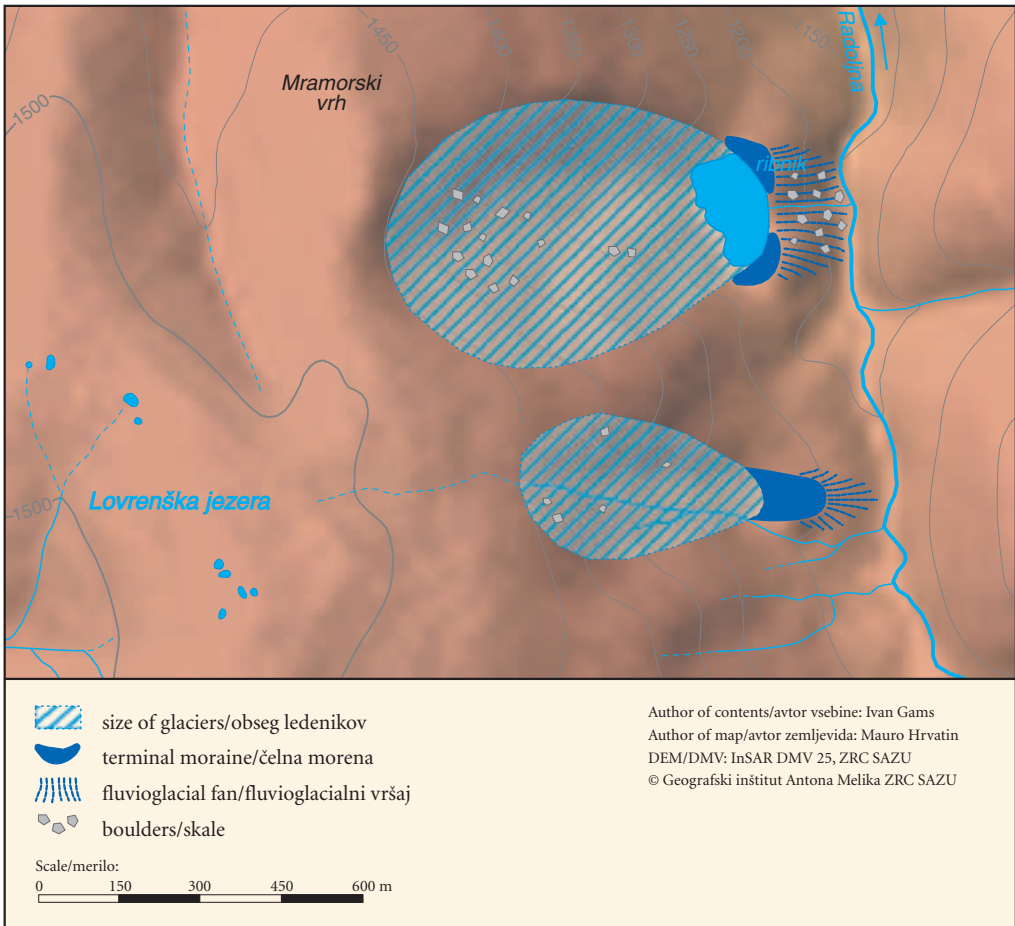 1450
1300
1250
1200
1150
Radoljna
Mramorski
vrh
1500
ribnik
Lovrenška jezera
1500
size of glaciers/obseg ledenikov
terminal moraine/čelna morena
fluvioglacial fan/fluvioglacialni vršaj
boulders/skale
Scale/merilo:
0 150 300 450 600 m
Author of contents/avtor vsebine: Ivan Gams
Author of map/avtor zemljevida: Mauro Hrvatin
DEM/DMV: InSAR DMV 25, ZRC SAZU
© Geografski inštitut Antona Melika ZRC SAZU